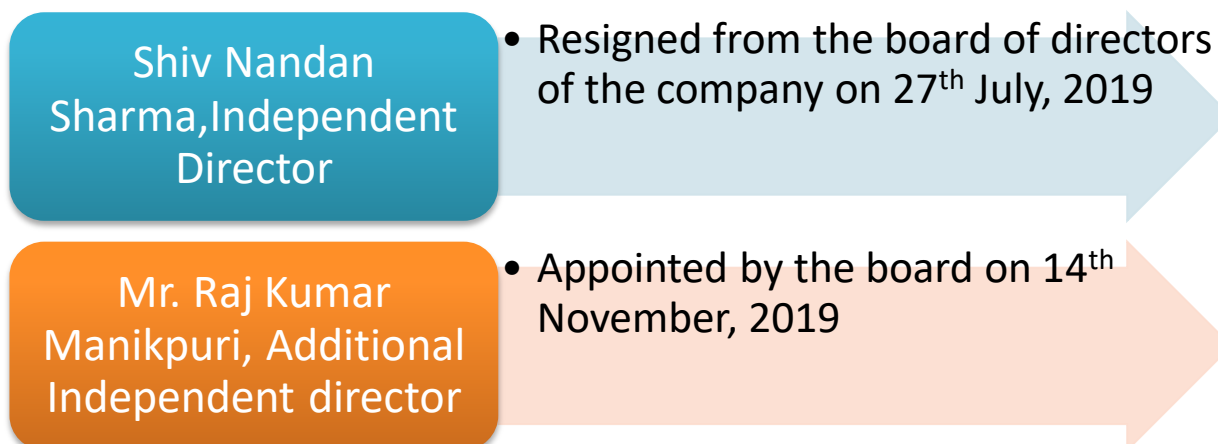 Shiv Nandan
Sharma,Independent
Director
• Resigned from the board of directors
of the company on 27th July, 2019
Mr. Raj Kumar
Manikpuri, Additional
Independent director
• Appointed by the board on 14th
November, 2019